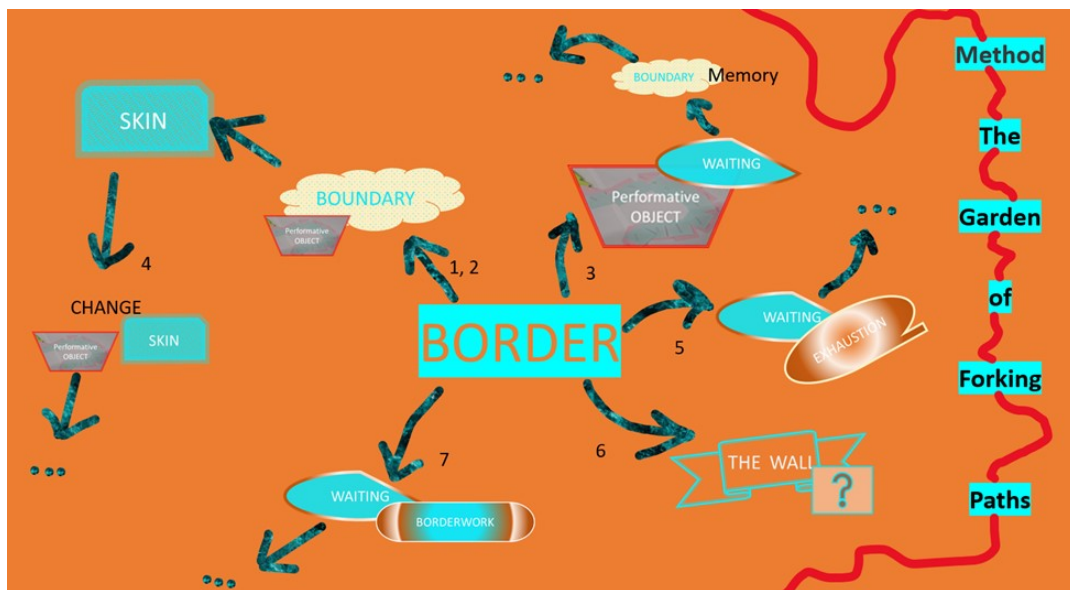 Method
The
Garden
of
Forking
Paths
BOUNDARY Memory
...
SKIN
WAITING
Performative
OBJECT
BOUNDARY
Performative
OBJECT
...
4
1, 2
3
CHANGE
Performative
OBJECT
SKIN
BORDER
WAITING
EXHAUSTION
5
...
6
THE WALL
?
7
WAITING
BORDERWORK
...